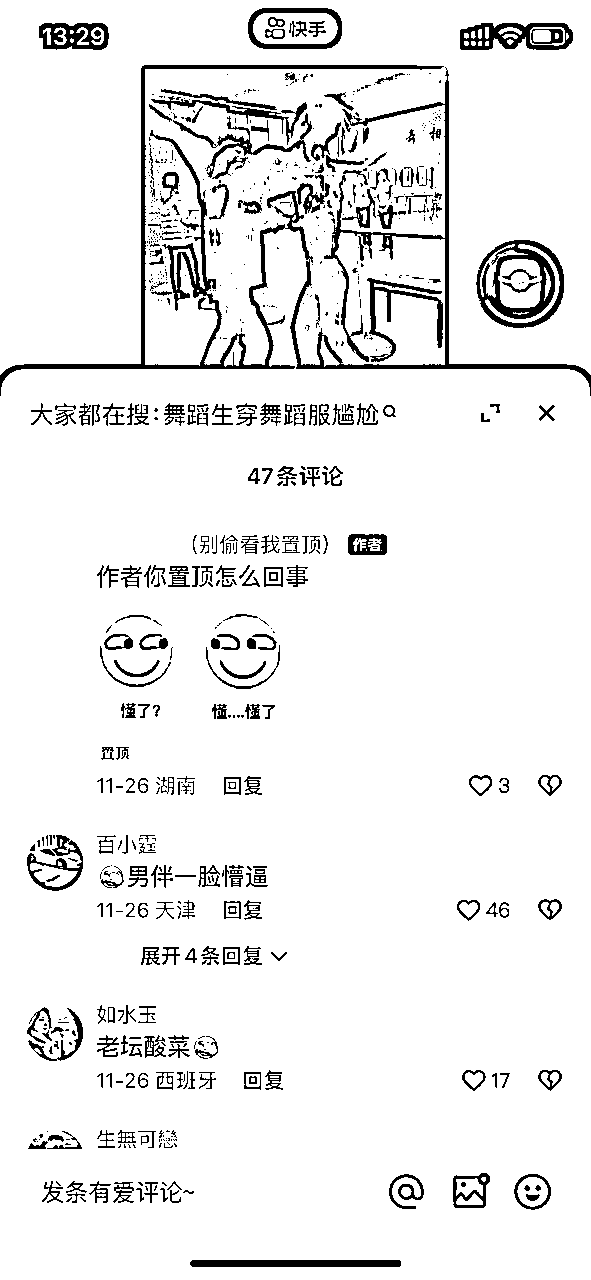 13:29
快手
大家都在搜:舞蹈生穿舞蹈服尴尬
47条评论
（别偷看我置顶） 作者
作者你置顶怎么回事
懂了? 懂....懂了
置顶
11-26 湖南 回复 3
百小霆
男伴一脸懵逼
11-26 天津 回复 46
展开4条回复
如水玉
老坛酸菜
11-26 西班牙 回复 17
生無可戀
发条有爱评论~